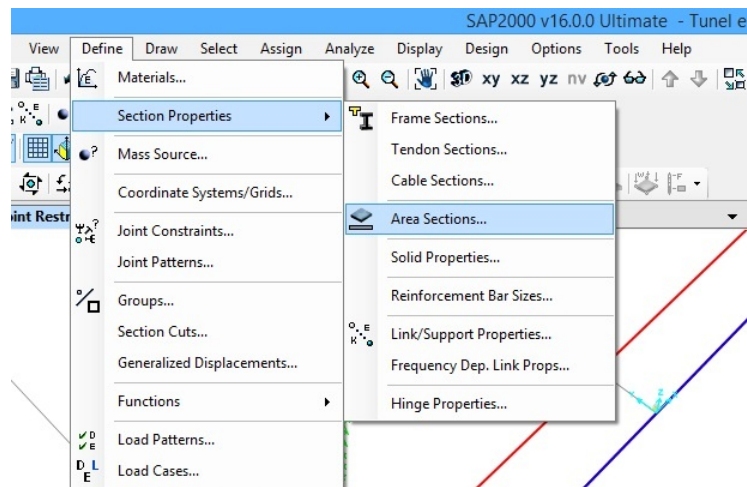 SAP2000 v16.0.0 Ultimate - Tunel e
View Define Draw Select Assign Analyze Display Design Options Tools Help
E Materials...
3D xy xz yz nv
Section Properties
Frame Sections...
Tendon Sections...
Mass Source...
Cable Sections...
Coordinate Systems/Grids...
oint Restr
Area Sections...
Joint Constraints...
Joint Patterns...
Solid Properties...
Groups...
Reinforcement Bar Sizes...
Section Cuts...
Link/Support Properties...
Generalized Displacements...
Frequency Dep. Link Props...
Functions
Hinge Properties...
Load Patterns...
Load Cases...